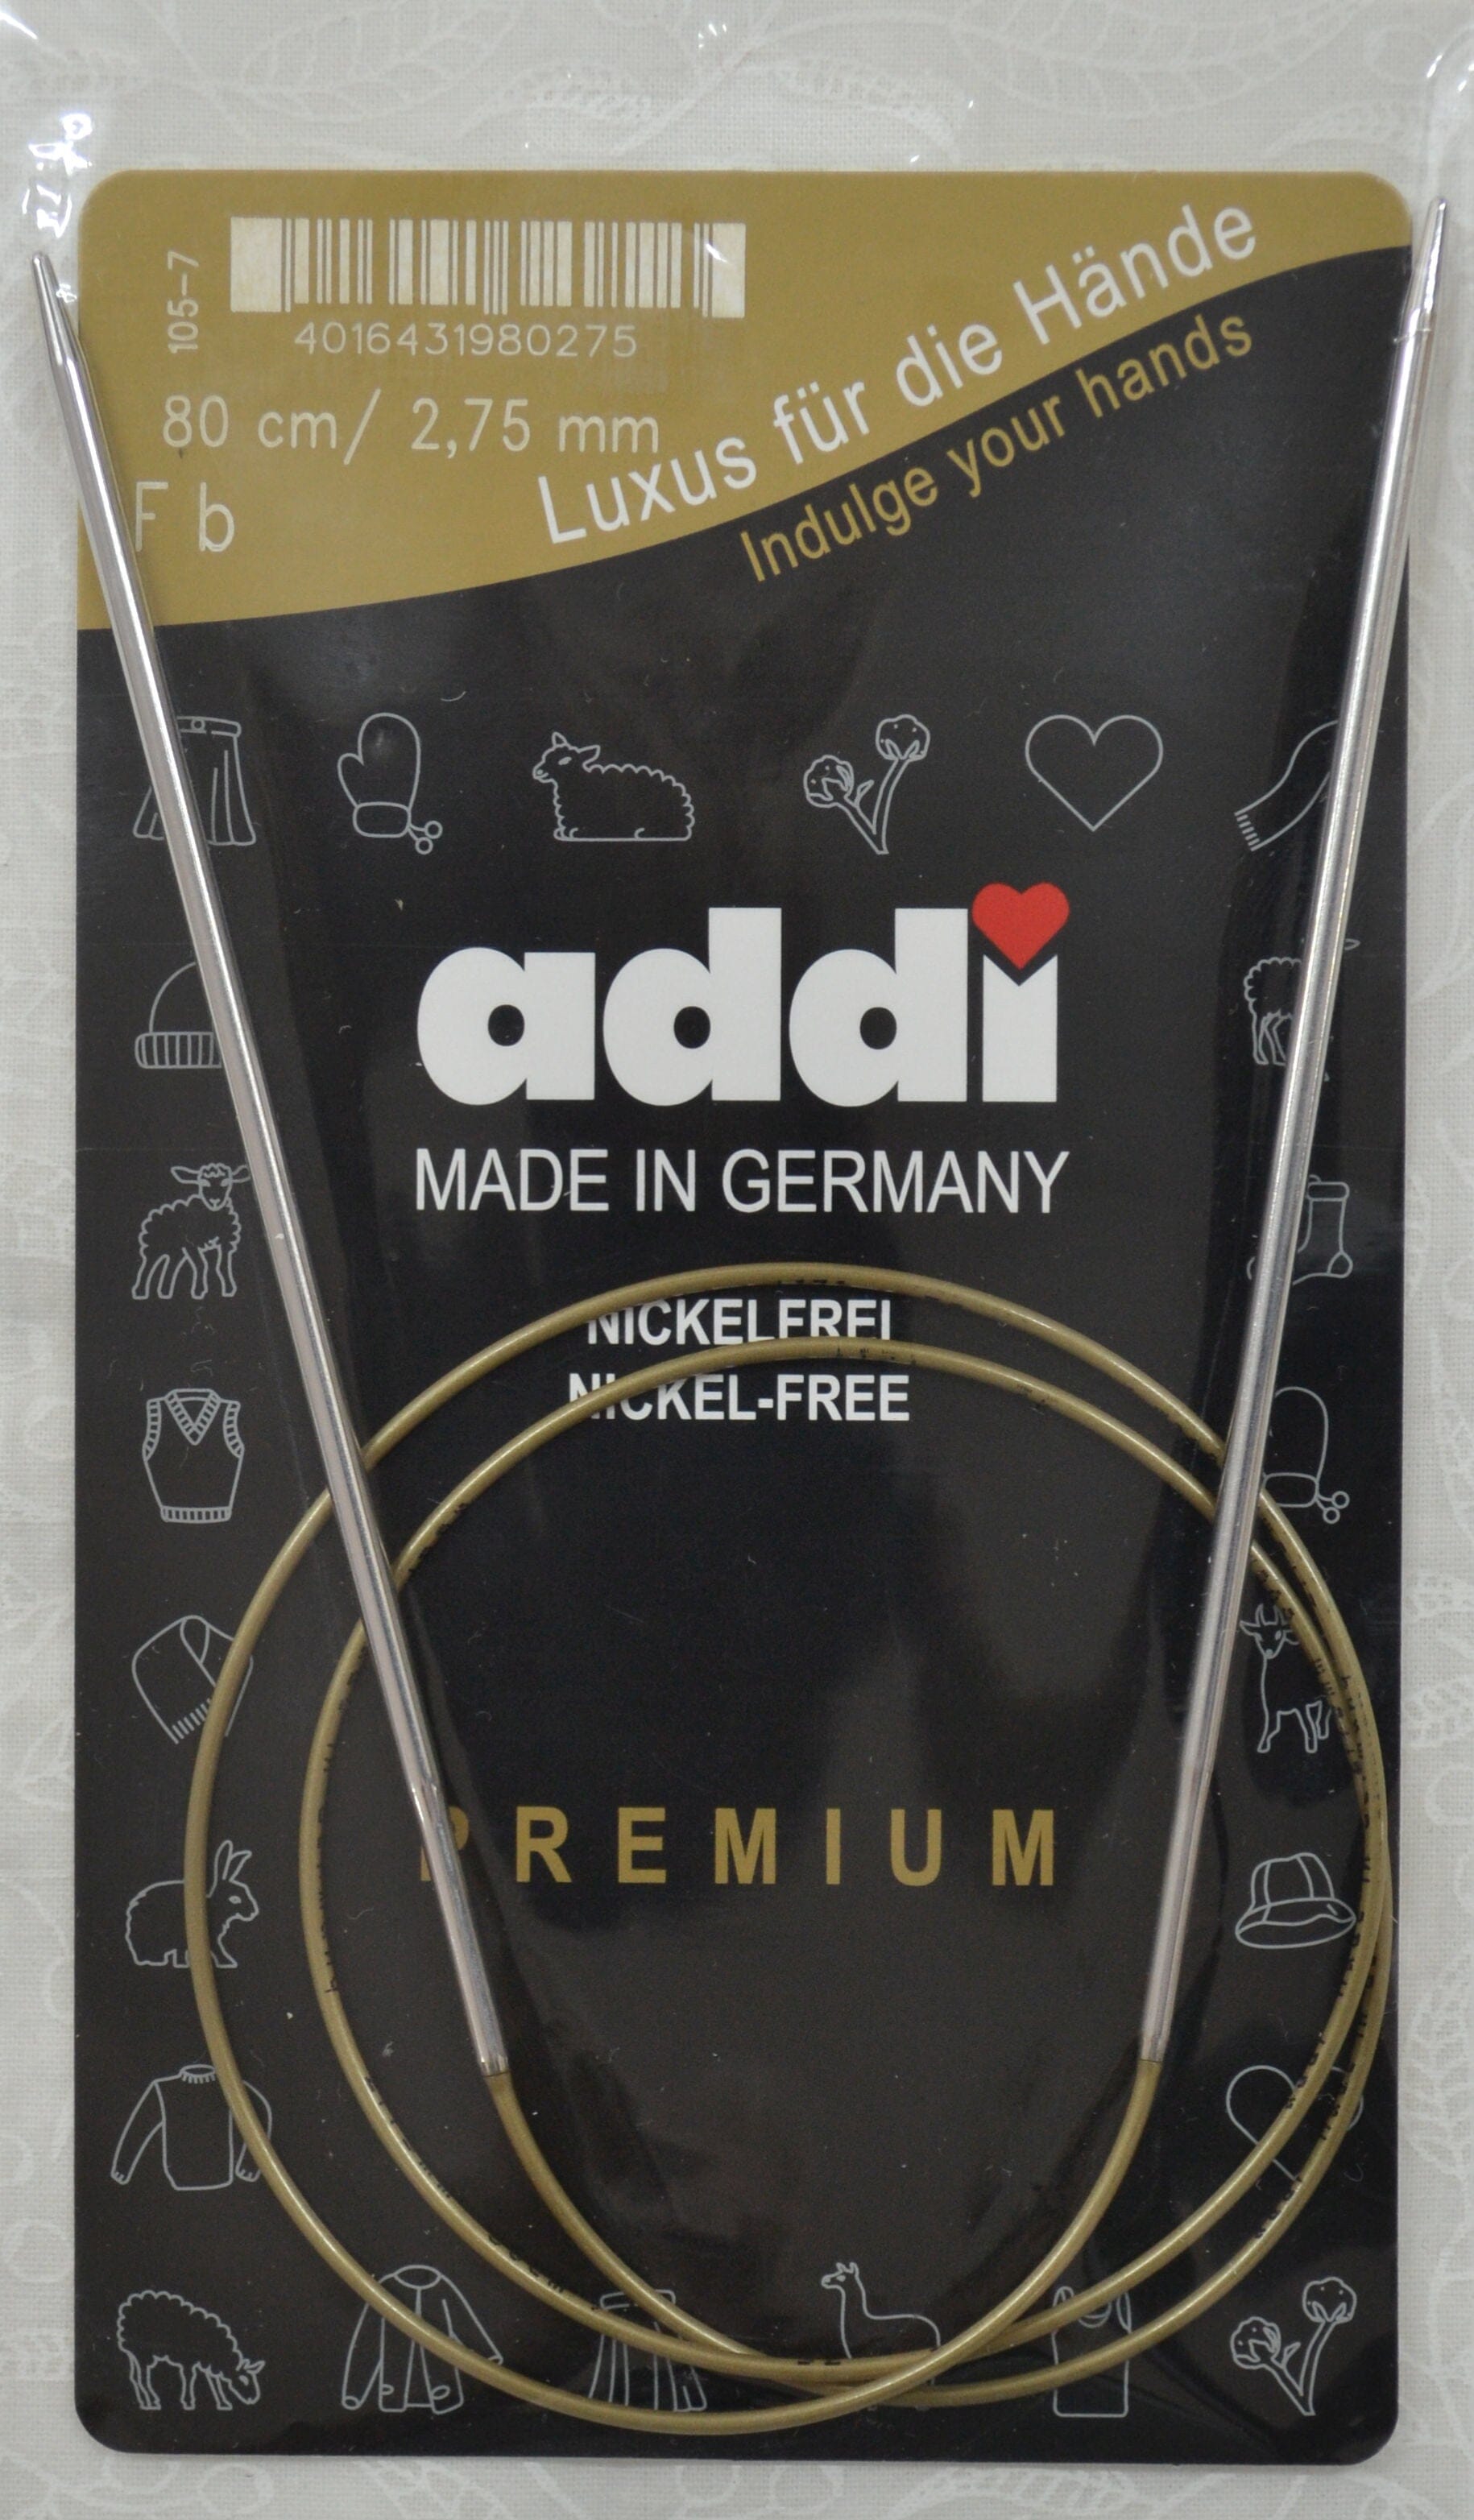 105-7
4016431980275
80 cm/ 2,75 mm
F b
Luxus für die Hände
Indulge your hands
addi
MADE IN GERMANY
NICKELFREI
NICKEL-FREE
PREMIUM